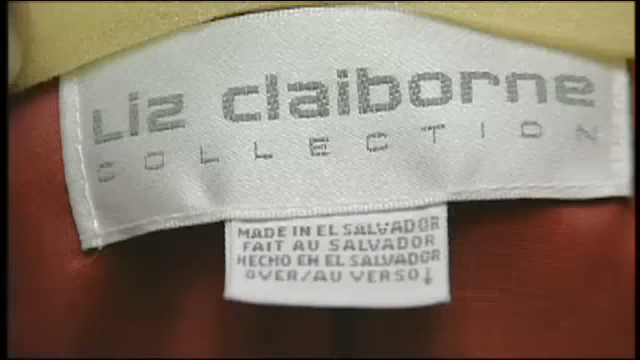 Liz claiborne
COLLECTION
MADE IN EL SALVADOR
FAIT AU SALVADOR
HECHO EN EL SALVADOR
OVER/AU VERSO↓